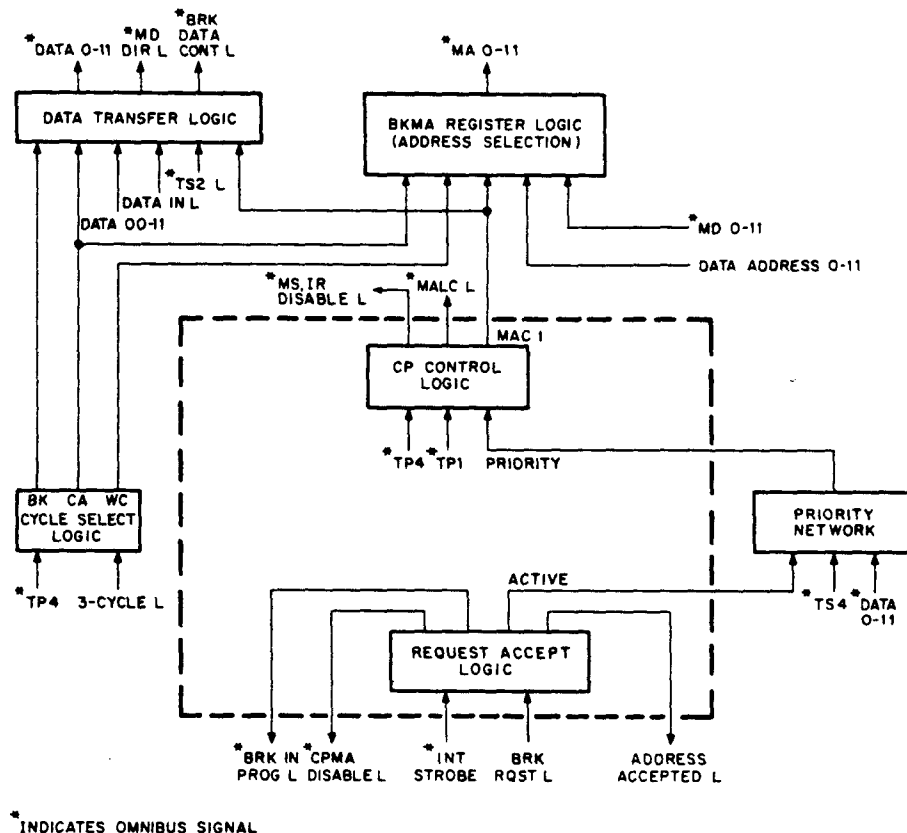 *DATA 0-11
*MD
DIR L
*BRK
DATA
CONT L
*MA 0-11
DATA TRANSFER LOGIC
BKMA REGISTER LOGIC
(ADDRESS SELECTION)
*TS2 L
DATA IN L
DATA 00-11
*MD 0-11
DATA ADDRESS 0-11
*MS, IR
DISABLE L
*MALC L
MAC 1
CP CONTROL
LOGIC
*TP4
*TP1
PRIORITY
BK CA WC
CYCLE SELECT
LOGIC
PRIORITY
NETWORK
*TP4
3-CYCLE L
ACTIVE
*TS4
*DATA
0-11
REQUEST ACCEPT
LOGIC
*BRK IN
PROG L
*CPMA
DISABLE L
*INT
STROBE
BRK
RQST L
ADDRESS
ACCEPTED L
*INDICATES OMNIBUS SIGNAL